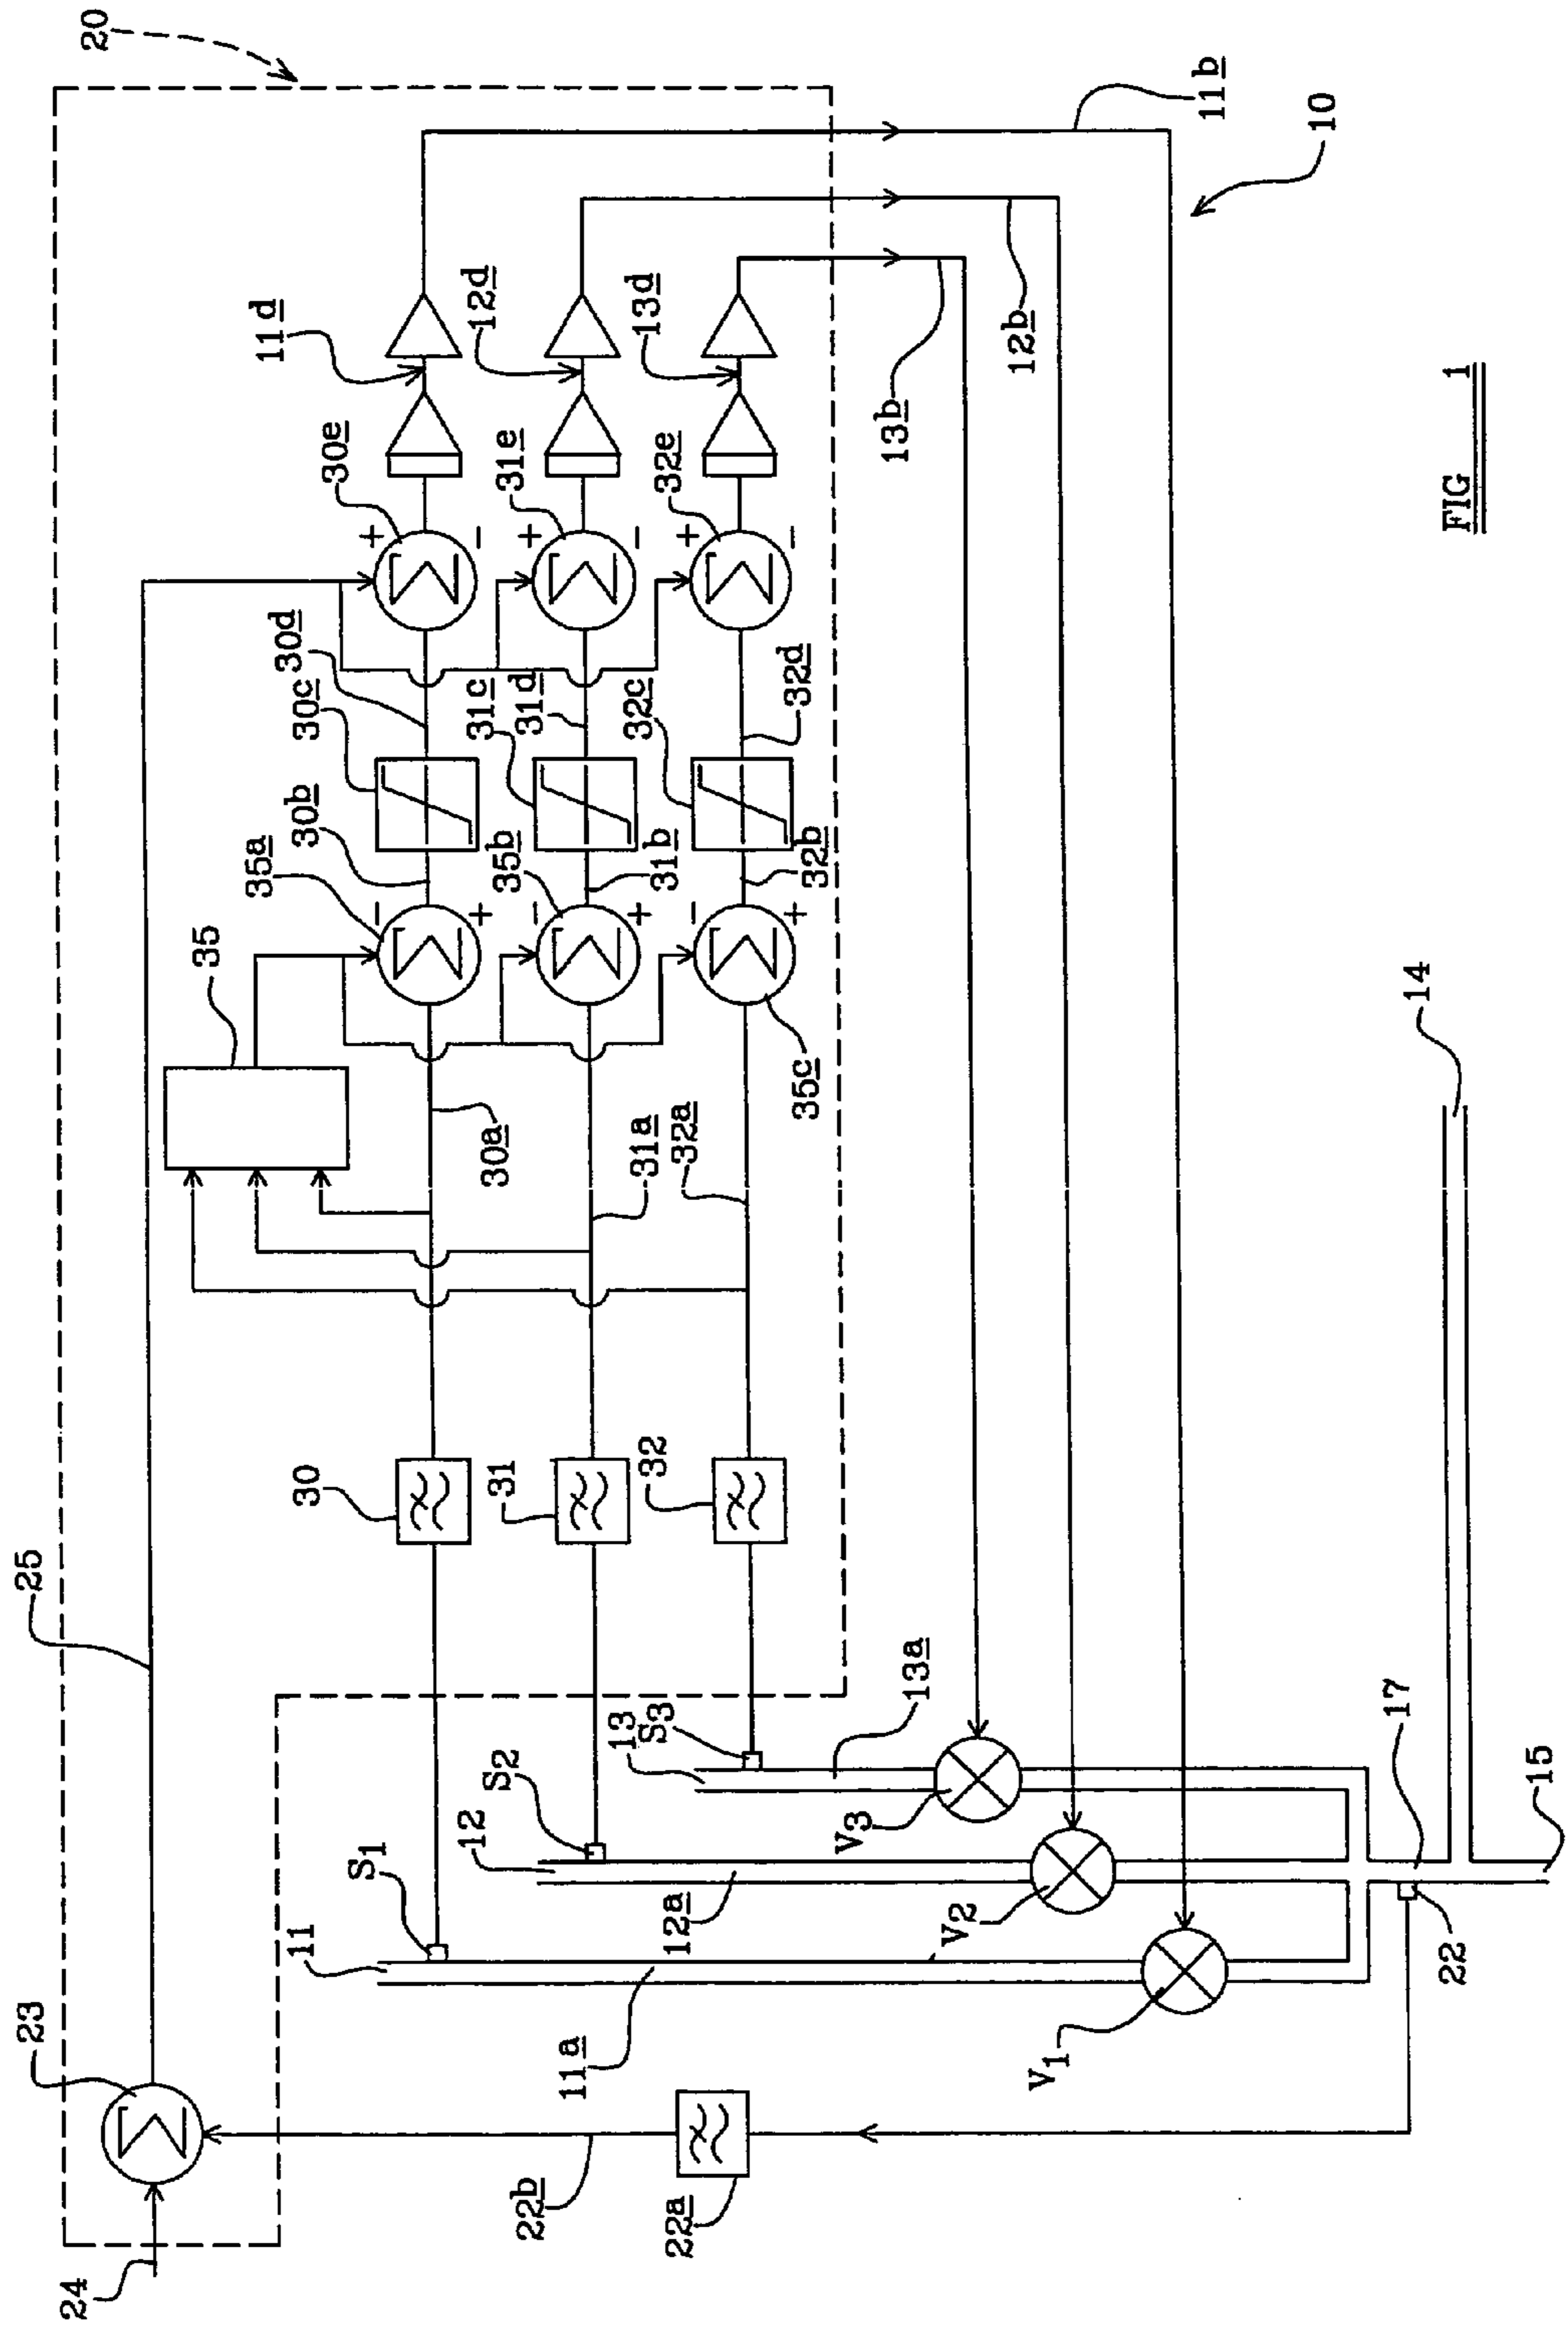 20
11b
10
11d
12d
13d
12b
13b
30e
31e
32e
+
-
+
-
+
-
30d
30c
31c
31d
32c
32d
30b
35a
35b
31b
32b
-
+
-
+
-
+
35
35c
30a
31a
32a
14
30
31
32
25
13
S3
13a
S2
12
S1
11
12a
11a
V3
V2
V1
17
15
22
23
24
22b
22a
FIG 1